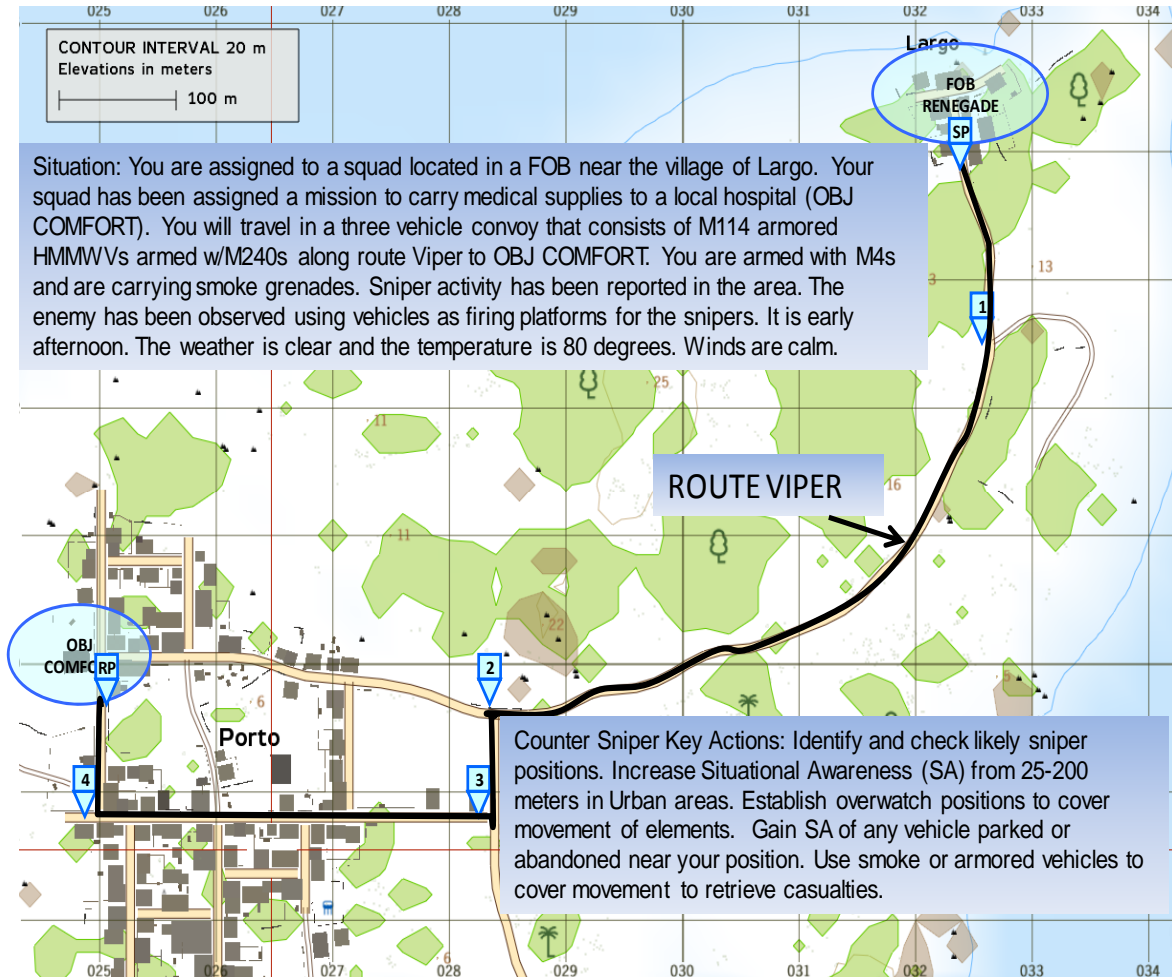 025 026 027 028 029 030 031 032 033 034
CONTOUR INTERVAL 20 m
Elevations in meters
100 m
Largo
FOB
RENEGADE
SP
Situation: You are assigned to a squad located in a FOB near the village of Largo. Your
squad has been assigned a mission to carry medical supplies to a local hospital (OBJ
COMFORT). You will travel in a three vehicle convoy that consists of M114 armored
HMMWVs armed w/M240s along route Viper to OBJ COMFORT. You are armed with M4s
and are carrying smoke grenades. Sniper activity has been reported in the area. The
enemy has been observed using vehicles as firing platforms for the snipers. It is early
afternoon. The weather is clear and the temperature is 80 degrees. Winds are calm.
13
3
1
25
11
ROUTE VIPER
16
11
22
OBJ
COMFO
RP
2
6
5
Porto
4
3
Counter Sniper Key Actions: Identify and check likely sniper
positions. Increase Situational Awareness (SA) from 25-200
meters in Urban areas. Establish overwatch positions to cover
movement of elements. Gain SA of any vehicle parked or
abandoned near your position. Use smoke or armored vehicles to
cover movement to retrieve casualties.
6
025 026 027 028 029 030 031 032 033 034